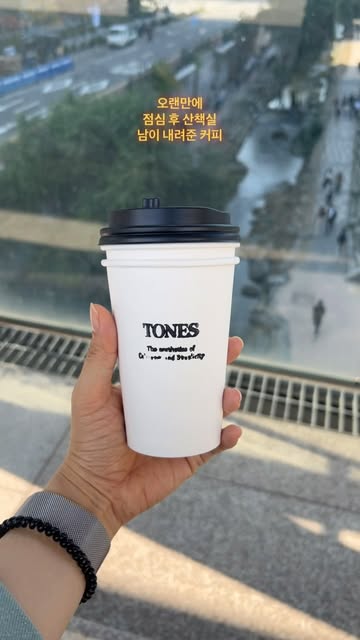 오랜만에
점심 후 산책실
남이 내려준 커피
TONES
The aesthetics of
and